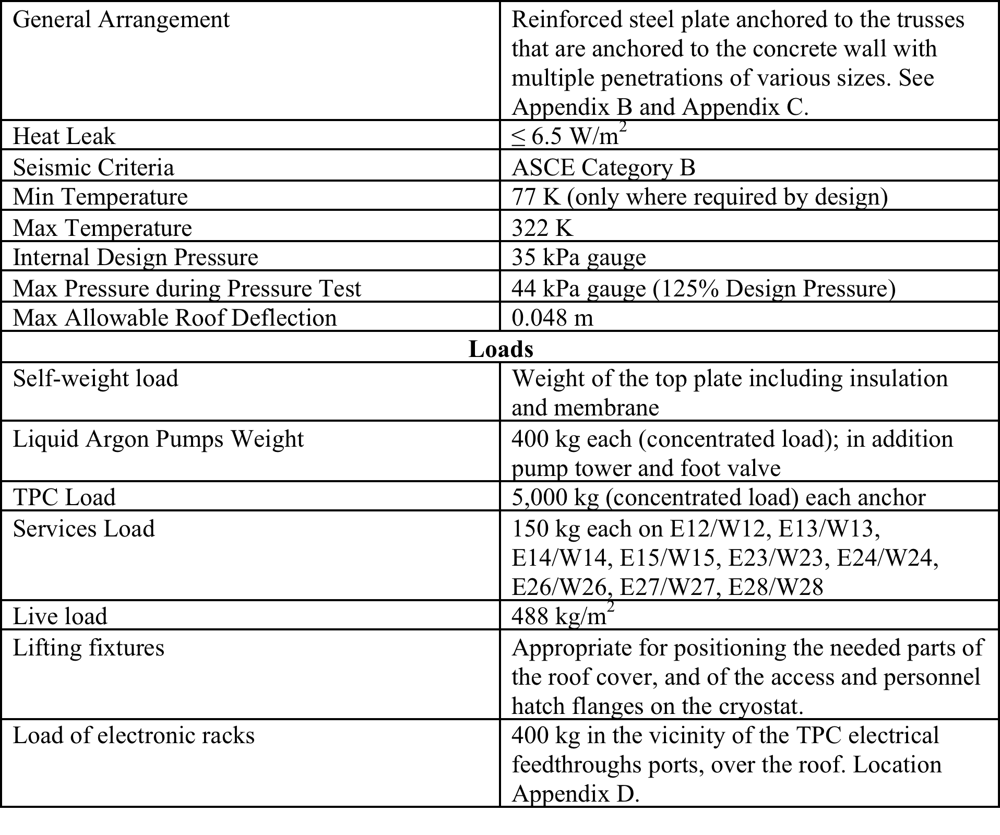 General Arrangement
Reinforced steel plate anchored to the trusses
that are anchored to the concrete wall with
multiple penetrations of various sizes. See
Appendix B and Appendix C.
Heat Leak
≤ 6.5 W/m²
Seismic Criteria
ASCE Category B
Min Temperature
77 K (only where required by design)
Max Temperature
322 K
Internal Design Pressure
35 kPa gauge
Max Pressure during Pressure Test
44 kPa gauge (125% Design Pressure)
Max Allowable Roof Deflection
0.048 m
Loads
Self-weight load
Weight of the top plate including insulation
and membrane
Liquid Argon Pumps Weight
400 kg each (concentrated load); in addition
pump tower and foot valve
TPC Load
5,000 kg (concentrated load) each anchor
Services Load
150 kg each on E12/W12, E13/W13,
E14/W14, E15/W15, E23/W23, E24/W24,
E26/W26, E27/W27, E28/W28
Live load
488 kg/m²
Lifting fixtures
Appropriate for positioning the needed parts of
the roof cover, and of the access and personnel
hatch flanges on the cryostat.
Load of electronic racks
400 kg in the vicinity of the TPC electrical
feedthroughs ports, over the roof. Location
Appendix D.